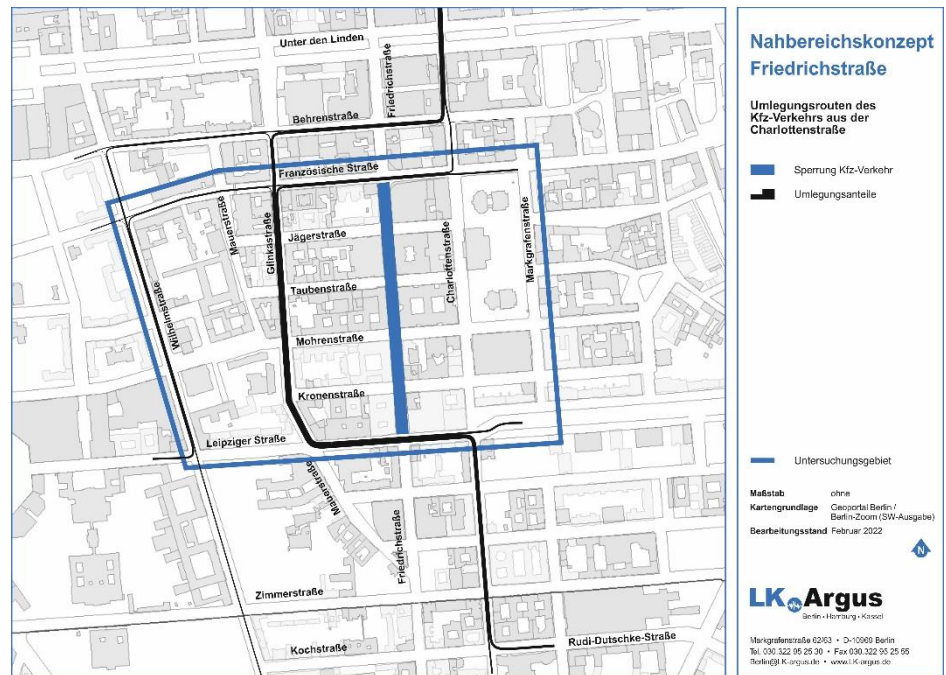 Unter den Linden
Friedrichstraße
Behrenstraße
Französische Straße
Mauerstraße
Glinkastraße
Jägerstraße
Charlottenstraße
Markgrafenstraße
Taubenstraße
Wilhelmstraße
Mohrenstraße
Kronenstraße
Leipziger Straße
Mauerstraße
Friedrichstraße
Zimmerstraße
Kochstraße
Rudi-Dutschke-Straße
Nahbereichskonzept
Friedrichstraße
Umlegungsrouten des
Kfz-Verkehrs aus der
Charlottenstraße
Sperrung Kfz-Verkehr
Umlegungsanteile
Untersuchungsgebiet
Maßstab ohne
Kartengrundlage Geoportal Berlin /
Berlin-Zoom (SW-Ausgabe)
Bearbeitungsstand Februar 2022
N
LK Argus
Berlin • Hamburg • Kassel
Markgrafenstraße 62/63 • D-10969 Berlin
Tel. 030.322 95 25 30 • Fax 030.322 95 25 55
Berlin@LK-argus.de • www.LK-argus.de